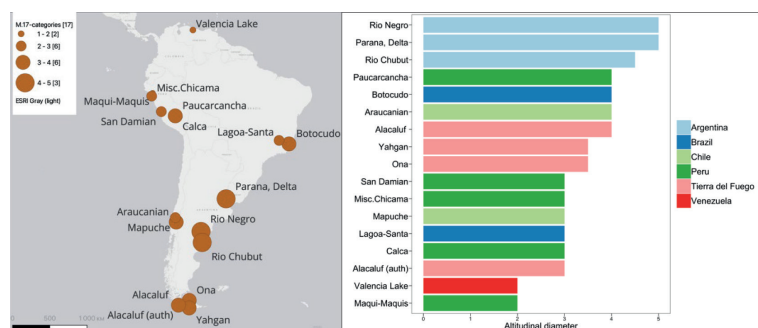 M.17-categories [17]
1 - 2 [2]
2 - 3 [6]
3 - 4 [6]
4 - 5 [3]
ESRI Gray (light)
Valencia Lake
Misc.Chicama
Maqui-Maquis
Paucarcancha
San Damian
Calca
Lagoa-Santa
Botocudo
Parana, Delta
Araucanian
Rio Negro
Mapuche
Rio Chubut
Ona
Alacaluf
Alacaluf (auth)
Yahgan
0
500
1000 km
Rio Negro
Parana, Delta
Rio Chubut
Paucarcancha
Botocudo
Araucanian
Alacaluf
Yahgan
Ona
San Damian
Misc.Chicama
Mapuche
Lagoa-Santa
Calca
Alacaluf (auth)
Valencia Lake
Maqui-Maquis
0 1 2 3 4 5
Altitudinal diameter
Argentina
Brazil
Chile
Peru
Tierra del Fuego
Venezuela